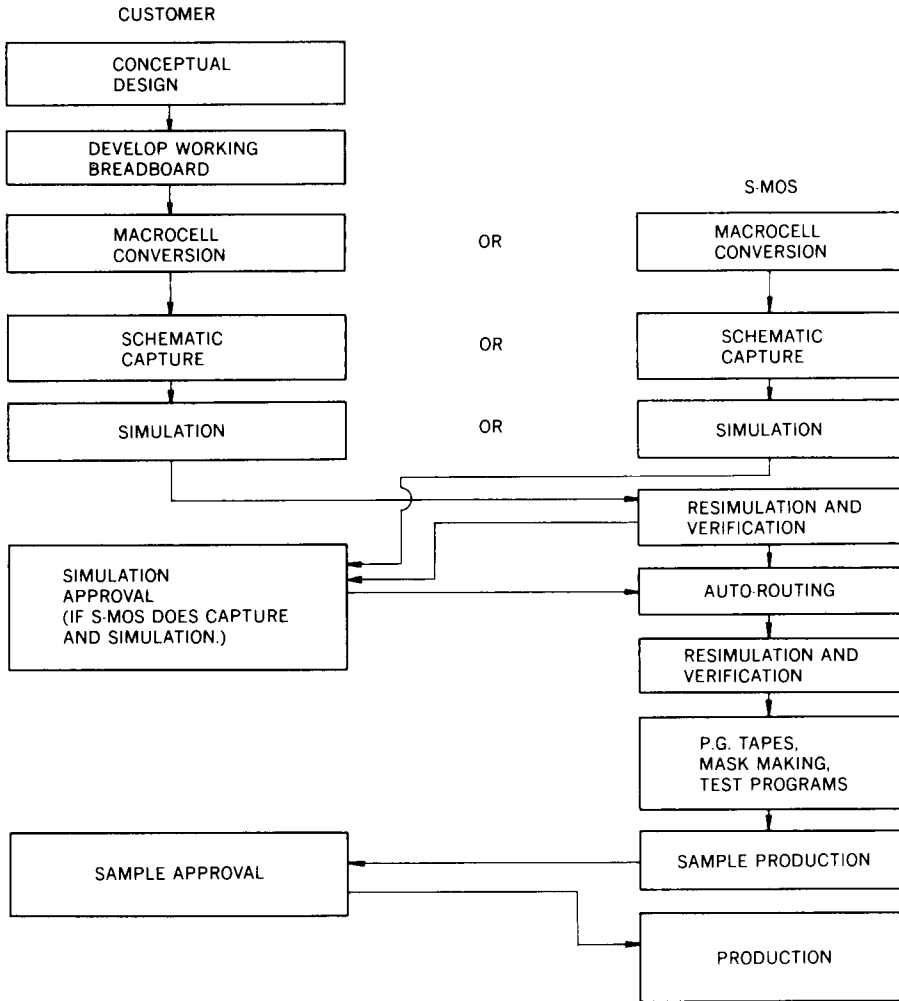 CUSTOMER
CONCEPTUAL
DESIGN
DEVELOP WORKING
BREADBOARD
S-MOS
MACROCELL
CONVERSION
OR
MACROCELL
CONVERSION
SCHEMATIC
CAPTURE
OR
SCHEMATIC
CAPTURE
SIMULATION
OR
SIMULATION
RESIMULATION AND
VERIFICATION
SIMULATION
APPROVAL
(IF S-MOS DOES CAPTURE
AND SIMULATION.)
AUTO-ROUTING
RESIMULATION AND
VERIFICATION
P.G. TAPES,
MASK MAKING,
TEST PROGRAMS
SAMPLE APPROVAL
SAMPLE PRODUCTION
PRODUCTION